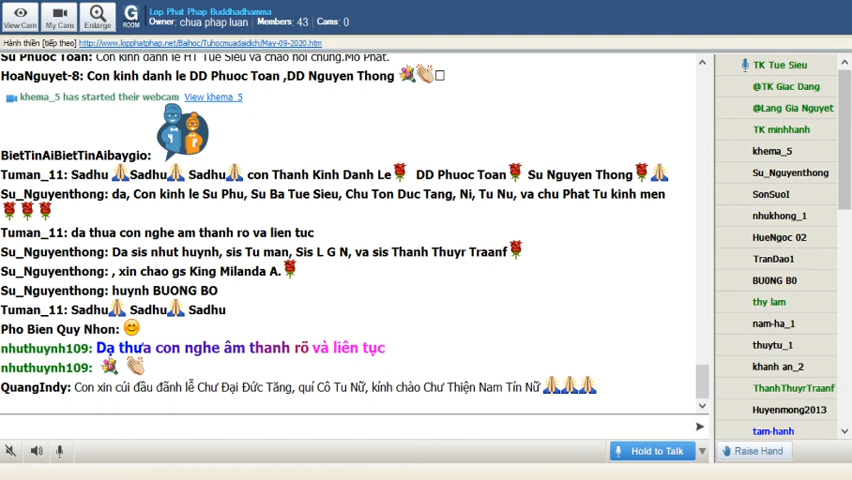 View Cam
My Cams
Enlarge
G ROOM
Lop Phat Phap Buddhadhamma
Owner: chua phap luan Members: 43 Cams: 0
Hành thiền [tiếp theo] http://www.lopphatphap.net/Baihoc/Tuhocmuadaidich/May-09-2020.htm
Su Phuoc Toan: Con kinh danh le HT Tue Sieu va chao noi chung.Mo Phat.
HoaNguyet-8: Con kinh danh le DD Phuoc Toan ,DD Nguyen Thong
khema_5 has started their webcam View khema_5
BietTinAiBietTinAibaygio:
Tuman_11: Sadhu Sadhu Sadhu con Thanh Kinh Danh Le DD Phuoc Toan Su Nguyen Thong
Su_Nguyenthong: da, Con kinh le Su Phu, Su Ba Tue Sieu, Chu Ton Duc Tang, Ni, Tu Nu, va chu Phat Tu kinh men
Tuman_11: da thua con nghe am thanh ro va lien tuc
Su_Nguyenthong: Da sis nhut huynh, sis Tu man, Sis L G N, va sis Thanh Thuyr Traanf
Su_Nguyenthong: , xin chao gs King Milanda A.
Su_Nguyenthong: huynh BUONG BO
Tuman_11: Sadhu Sadhu Sadhu
Pho Bien Quy Nhon:
nhuthuynh109: Dạ thưa con nghe âm thanh rõ và liên tục
nhuthuynh109:
QuangIndy: Con xin cúi đầu đãnh lễ Chư Đại Đức Tăng, quí Cô Tu Nữ, kính chào Chư Thiện Nam Tín Nữ
Hold to Talk
TK Tue Sieu
@TK Giac Dang
@Lang Gia Nguyet
TK minhhanh
khema_5
Su_Nguyenthong
SonSuoI
nhukhong_1
HueNgoc 02
TranDao1
BU0NG B0
thy lam
nam-ha_1
thuytu_1
khanh an_2
ThanhThuyrTraanf
Huyenmong2013
tam-hanh
Raise Hand